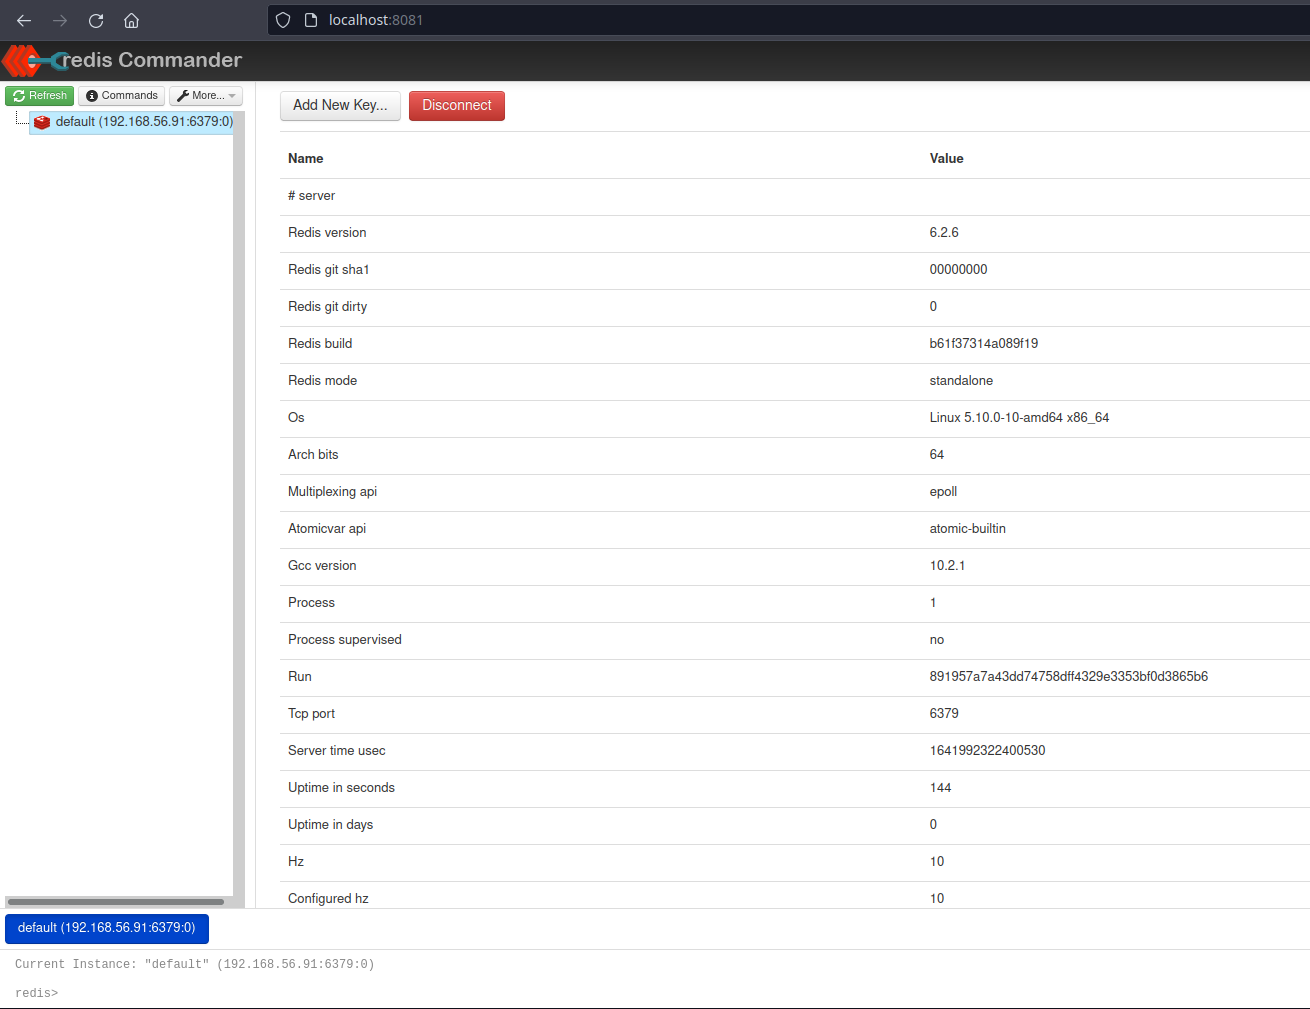 localhost:8081
redis Commander
Refresh Commands More...
default (192.168.56.91:6379:0)
Add New Key... Disconnect
Name Value
# server
Redis version 6.2.6
Redis git sha1 00000000
Redis git dirty 0
Redis build b61f37314a089f19
Redis mode standalone
Os Linux 5.10.0-10-amd64 x86_64
Arch bits 64
Multiplexing api epoll
Atomicvar api atomic-builtin
Gcc version 10.2.1
Process 1
Process supervised no
Run 891957a7a43dd74758dff4329e3353bf0d3865b6
Tcp port 6379
Server time usec 1641992322400530
Uptime in seconds 144
Uptime in days 0
Hz 10
Configured hz 10
default (192.168.56.91:6379:0)
Current Instance: "default" (192.168.56.91:6379:0)
redis>